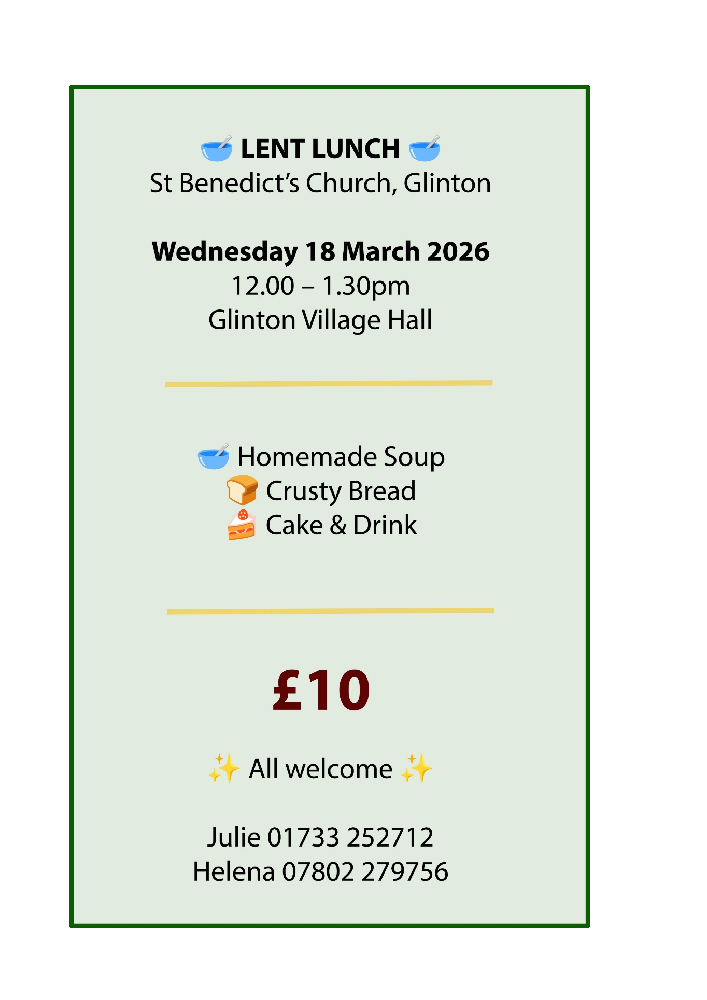 🥣 LENT LUNCH 🥣
St Benedict’s Church, Glinton
Wednesday 18 March 2026
12.00 – 1.30pm
Glinton Village Hall
🥣 Homemade Soup
🍞 Crusty Bread
🍰 Cake & Drink
£10
✨ All welcome ✨
Julie 01733 252712
Helena 07802 279756